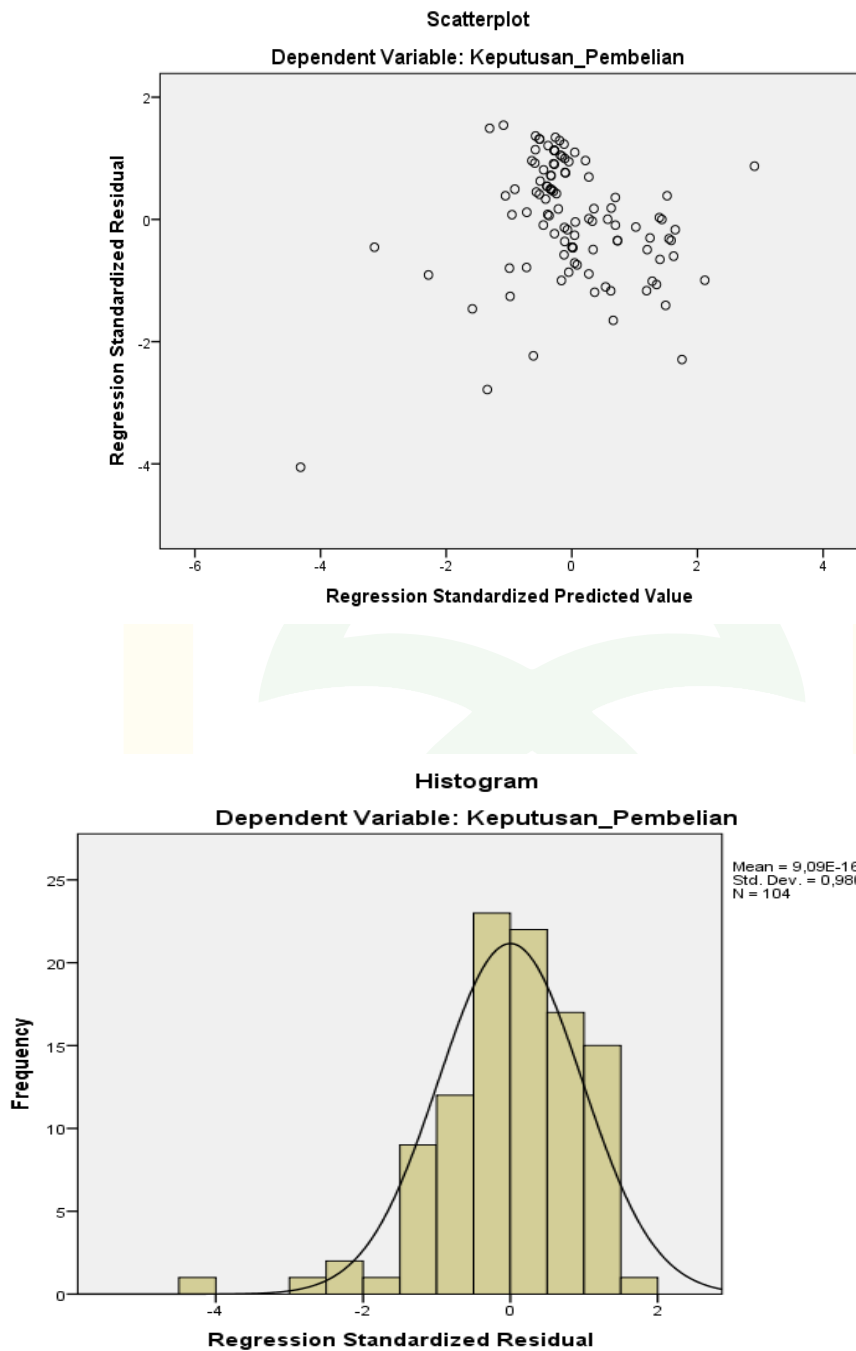 Scatterplot
Dependent Variable: Keputusan_Pembelian
Regression Standardized Residual
2
0
-2
-4
-6
-4
-2
0
2
4
Regression Standardized Predicted Value
Histogram
Dependent Variable: Keputusan_Pembelian
Mean = 9,09E-16
Std. Dev. = 0,98
N = 104
Frequency
25
20
15
10
5
0
-4
-2
0
2
Regression Standardized Residual